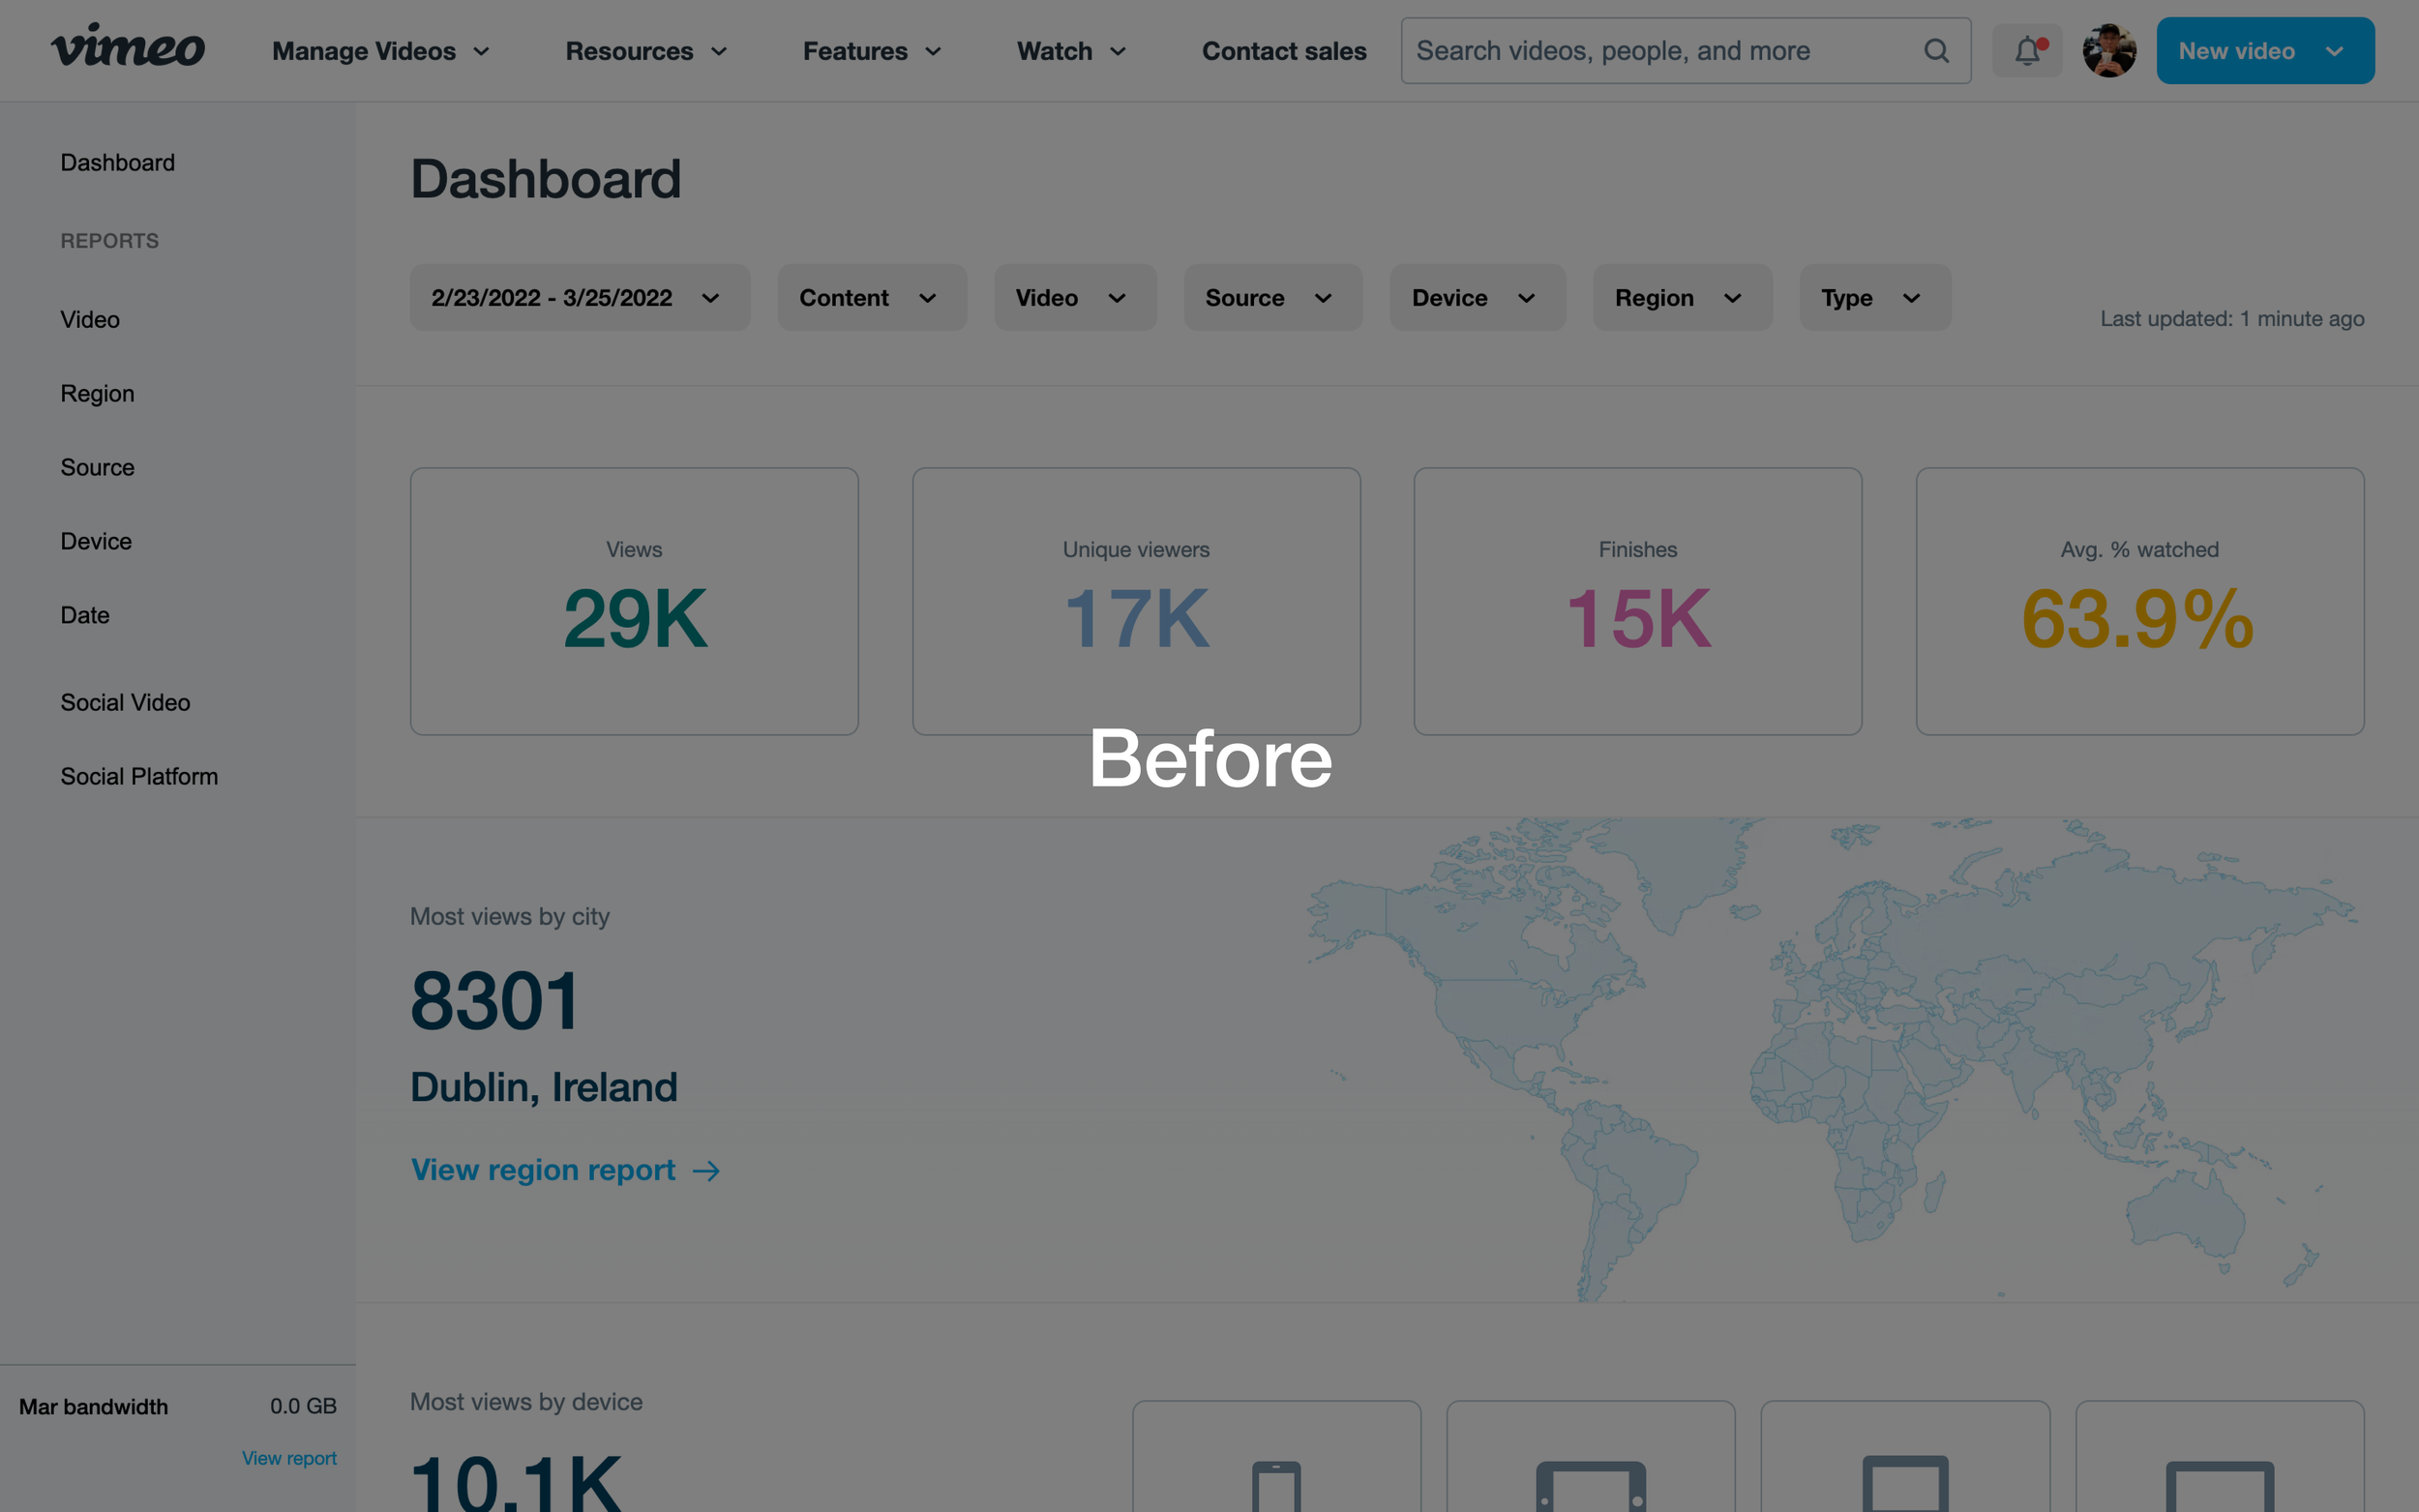 vimeo
Manage Videos
Resources
Features
Watch
Contact sales
Search videos, people, and more
New video
Dashboard
REPORTS
Video
Region
Source
Device
Date
Social Video
Social Platform
Mar bandwidth 0.0 GB
View report
Dashboard
2/23/2022 - 3/25/2022
Content
Video
Source
Device
Region
Type
Last updated: 1 minute ago
Views
29K
Unique viewers
17K
Finishes
15K
Avg. % watched
63.9%
Before
Most views by city
8301
Dublin, Ireland
View region report
Most views by device
10.1K